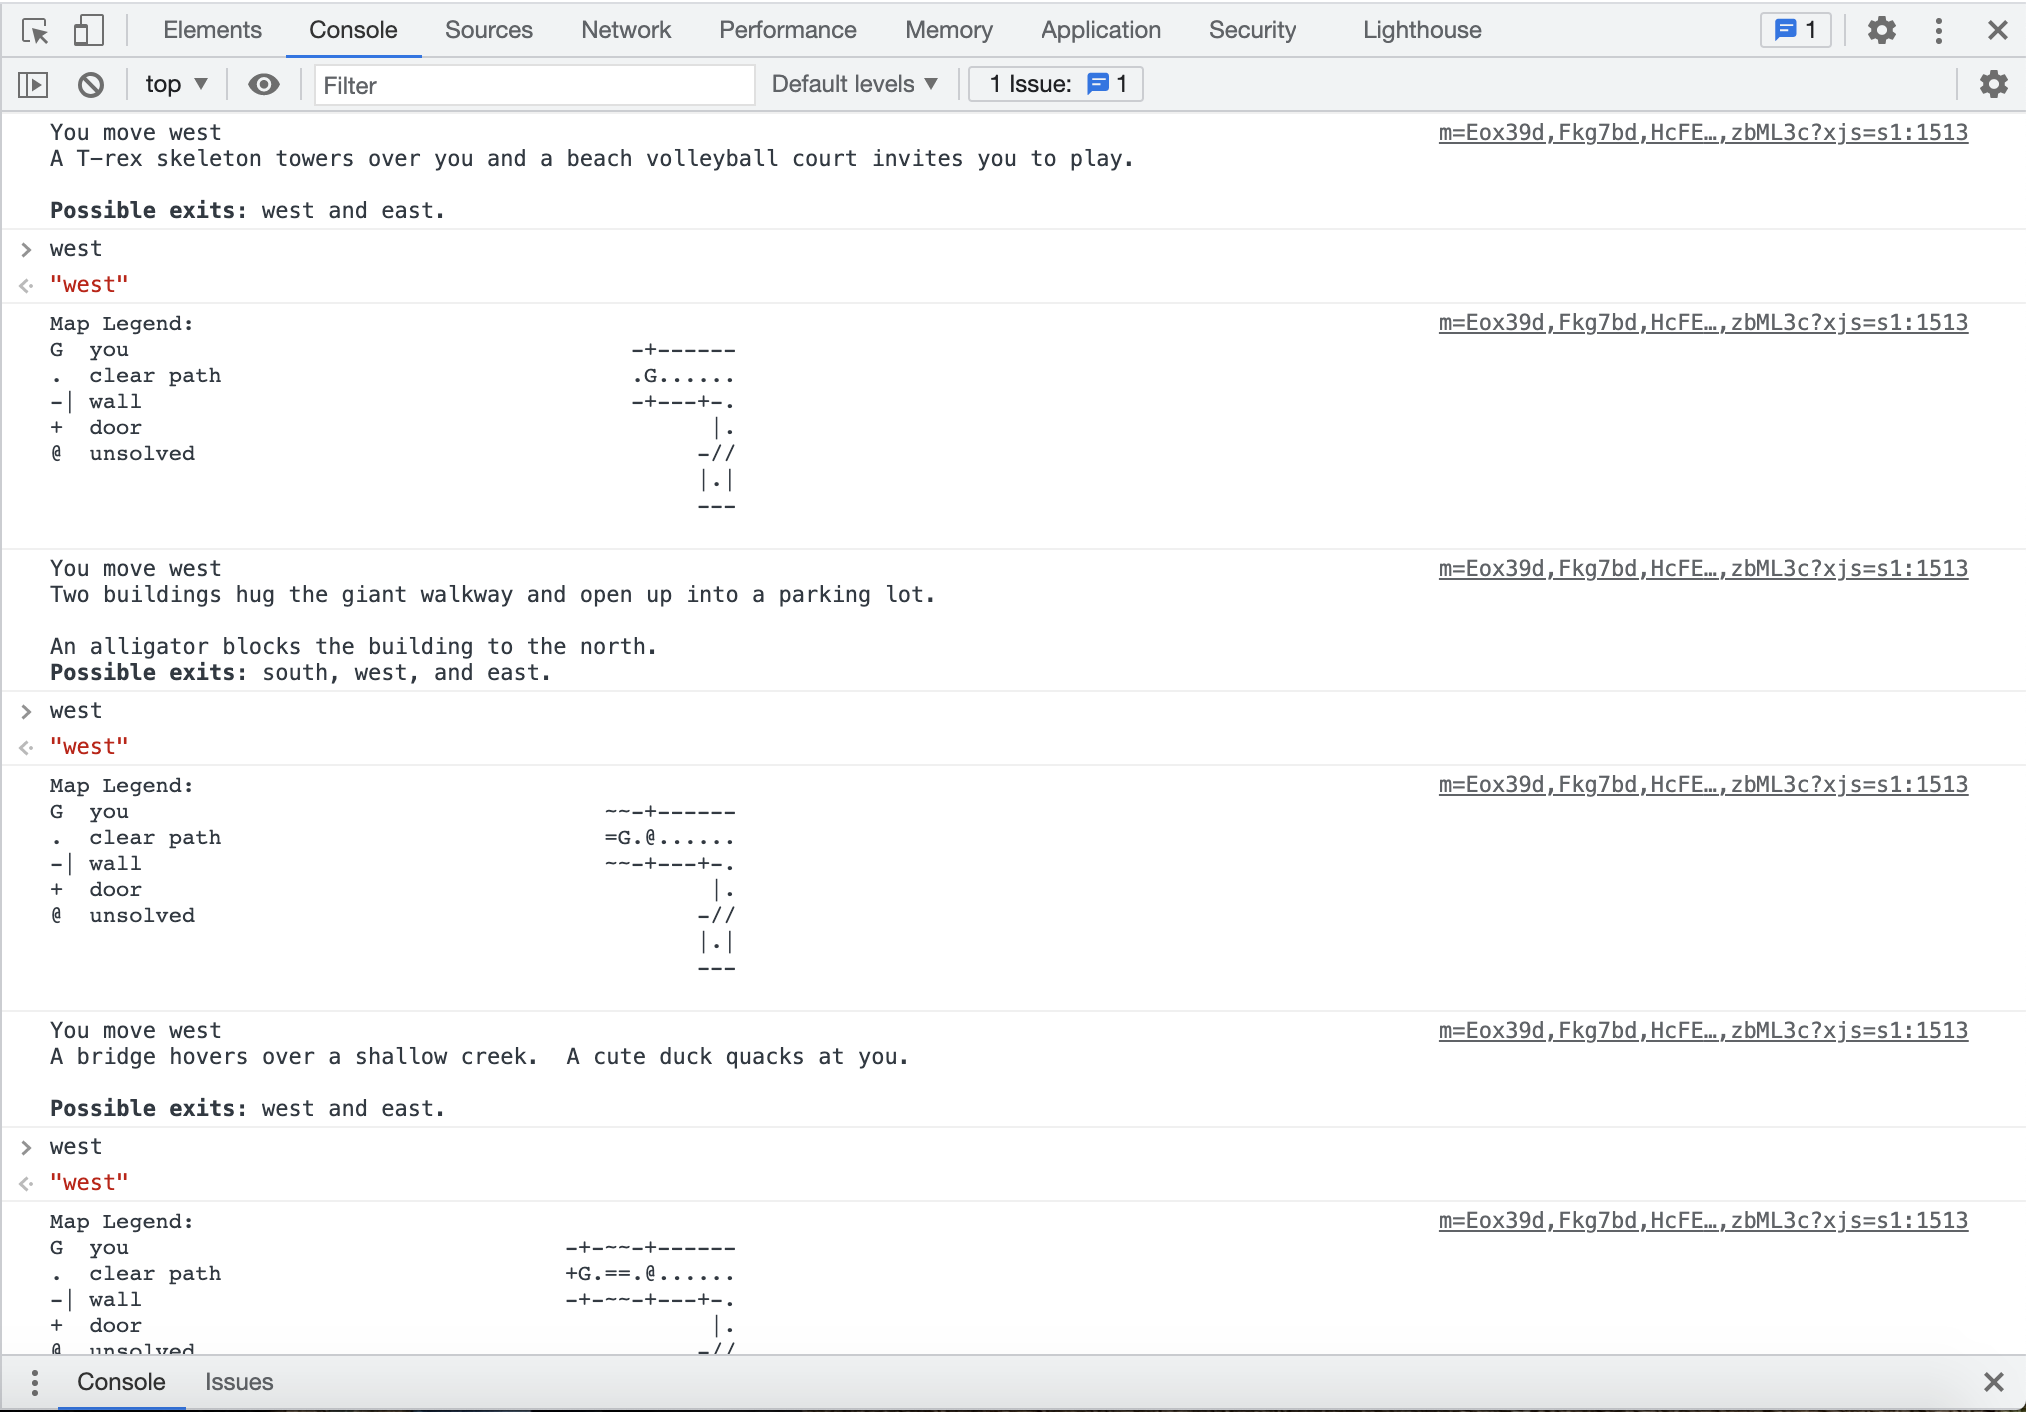 Elements Console Sources Network Performance Memory Application Security Lighthouse 1
top ▼ Filter Default levels ▼ 1 Issue: 1
You move west m=Eox39d,Fkg7bd,HcFE…,zbML3c?xjs=s1:1513
A T-rex skeleton towers over you and a beach volleyball court invites you to play.
Possible exits: west and east.
> west
"west"
Map Legend: m=Eox39d,Fkg7bd,HcFE…,zbML3c?xjs=s1:1513
G  you                                      -+------
.  clear path                               .G......
-| wall                                     -+---+-.
+  door                                           |.
@  unsolved                                      -//
                                                 |.|
                                                 ---
You move west m=Eox39d,Fkg7bd,HcFE…,zbML3c?xjs=s1:1513
Two buildings hug the giant walkway and open up into a parking lot.
An alligator blocks the building to the north.
Possible exits: south, west, and east.
> west
"west"
Map Legend: m=Eox39d,Fkg7bd,HcFE…,zbML3c?xjs=s1:1513
G  you                                    ~~-+------
.  clear path                             =G.@......
-| wall                                   ~~-+---+-.
+  door                                           |.
@  unsolved                                      -//
                                                 |.|
                                                 ---
You move west m=Eox39d,Fkg7bd,HcFE…,zbML3c?xjs=s1:1513
A bridge hovers over a shallow creek.  A cute duck quacks at you.
Possible exits: west and east.
> west
"west"
Map Legend: m=Eox39d,Fkg7bd,HcFE…,zbML3c?xjs=s1:1513
G  you                                 -+-~~-+------
.  clear path                          +G.==.@......
-| wall                                -+-~~-+---+-.
+  door                                           |.
@  unsolved                                      -//
Console Issues